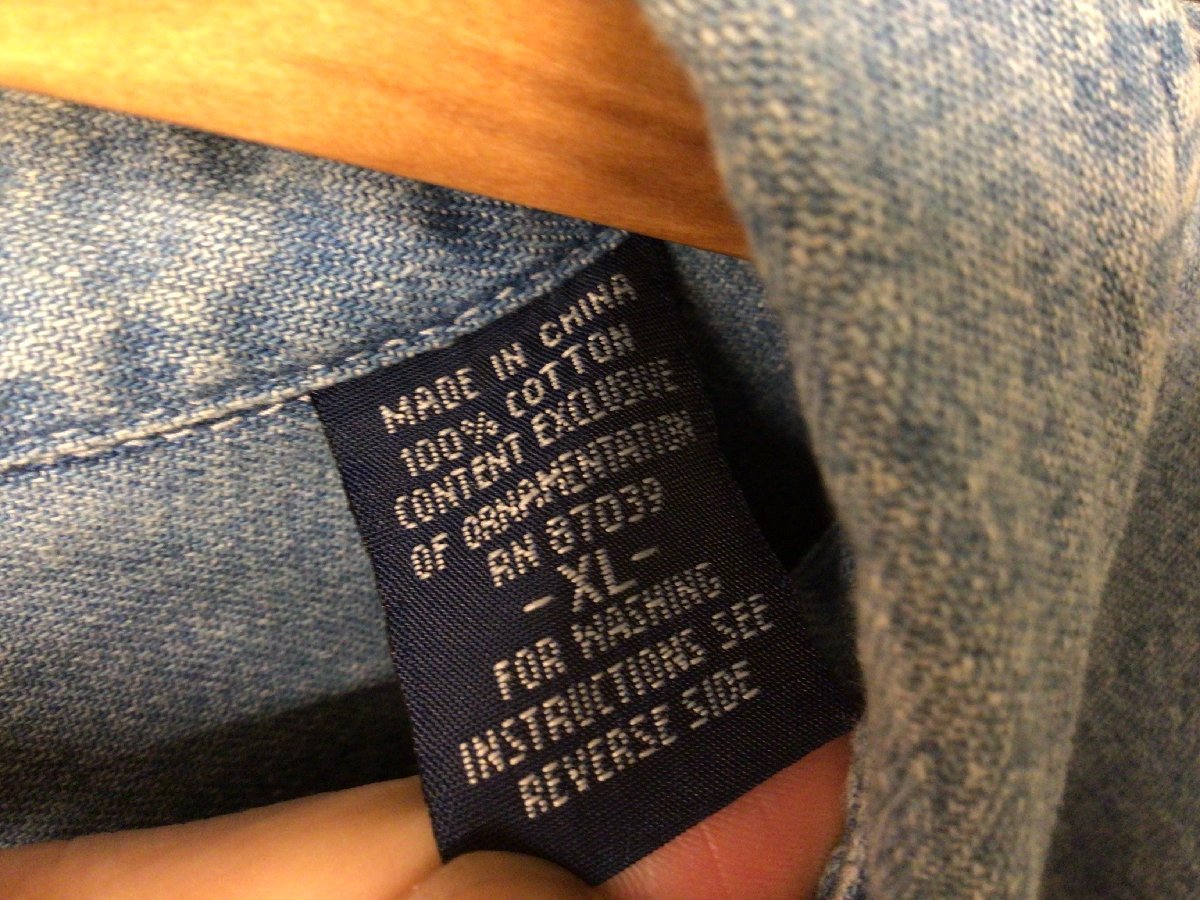 MADE IN CHINA
100% COTTON
CONTENT EXCLUSIVE
OF ORNAMENTATION
RN 87039
-XL-
FOR WASHING
INSTRUCTIONS SEE
REVERSE SIDE